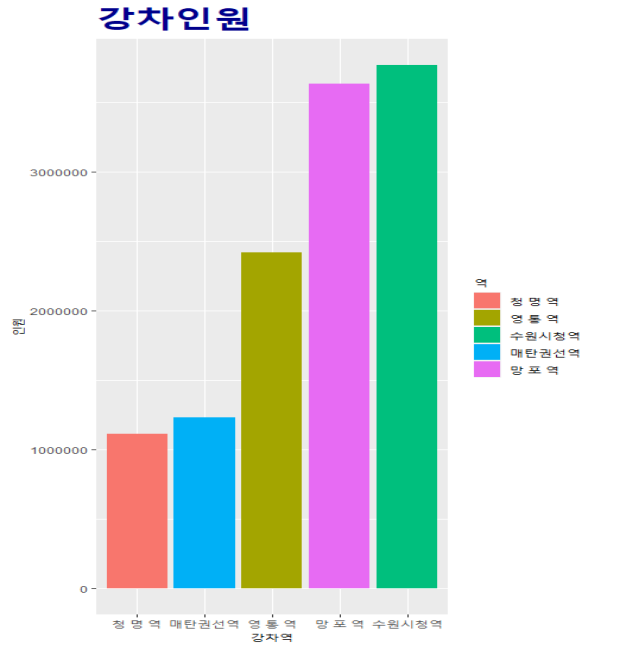 강차인원
3000000
2000000
1000000
0
인원
청 명 역 매탄권선역 영 통 역 망 포 역 수원시청역
강차역
역
청 명 역
영 통 역
수원시청역
매탄권선역
망 포 역